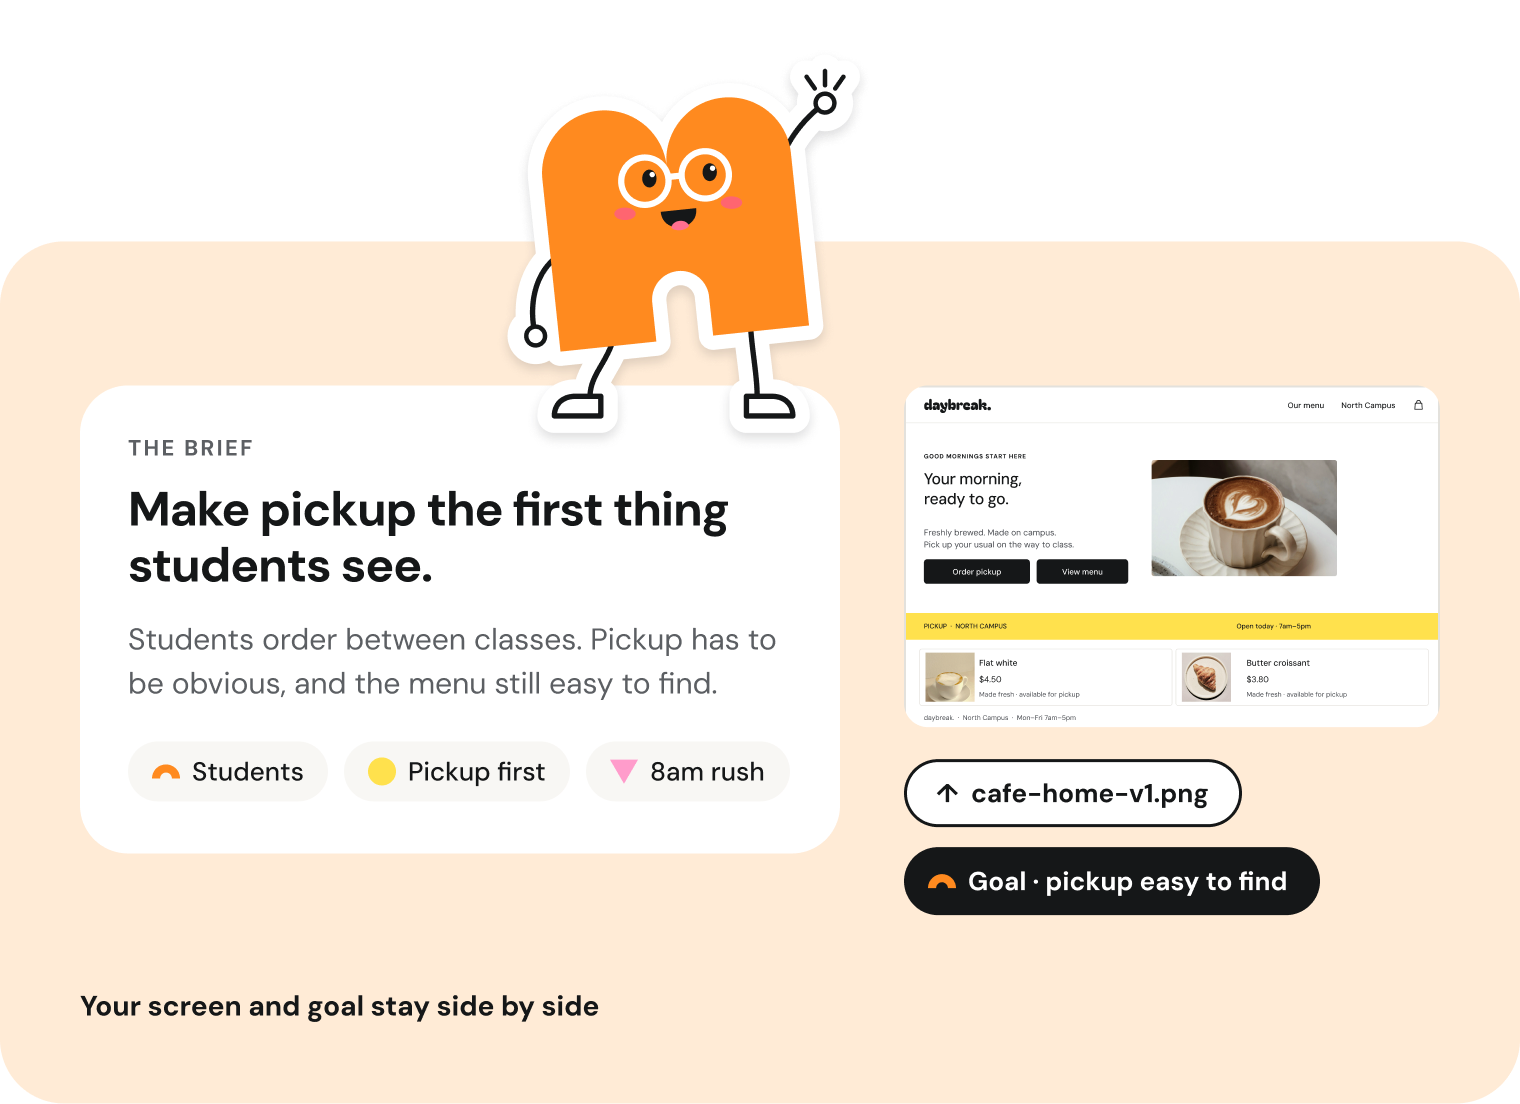 THE BRIEF
Make pickup the first thing
students see.
Students order between classes. Pickup has to
be obvious, and the menu still easy to find.
Students
Pickup first
8am rush
daybreak.
Our menu
North Campus
GOOD MORNINGS START HERE
Your morning,
ready to go.
Freshly brewed. Made on campus.
Pick up your usual on the way to class.
Order pickup
View menu
PICKUP · NORTH CAMPUS
Open today · 7am–5pm
Flat white
$4.50
Made fresh · available for pickup
Butter croissant
$3.80
Made fresh · available for pickup
daybreak. · North Campus · Mon–Fri 7am–5pm
cafe-home-v1.png
Goal · pickup easy to find
Your screen and goal stay side by side